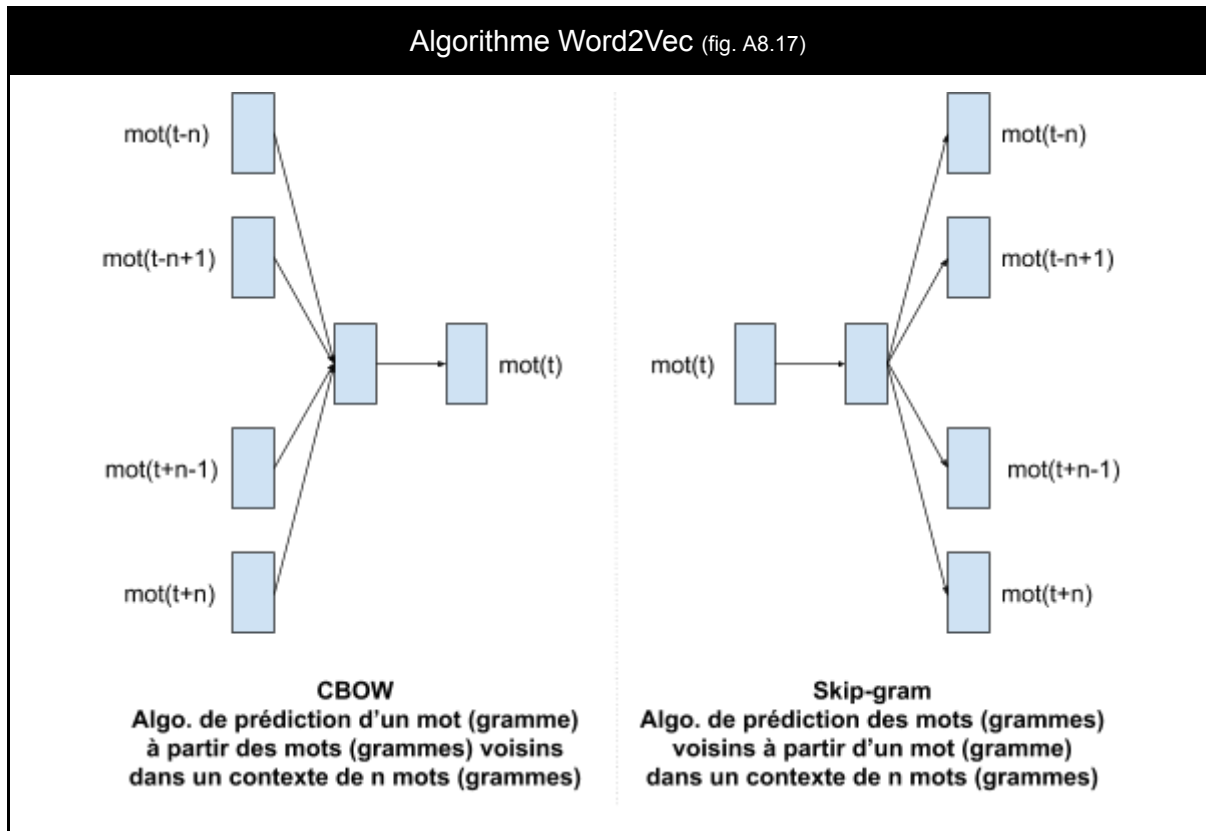 Algorithme Word2Vec (fig. A8.17)
mot(t-n)
mot(t-n+1)
mot(t)
mot(t+n-1)
mot(t+n)
CBOW
Algo. de prédiction d’un mot (gramme)
à partir des mots (grammes) voisins
dans un contexte de n mots (grammes)
mot(t-n)
mot(t-n+1)
mot(t)
mot(t+n-1)
mot(t+n)
Skip-gram
Algo. de prédiction des mots (grammes)
voisins à partir d’un mot (gramme)
dans un contexte de n mots (grammes)